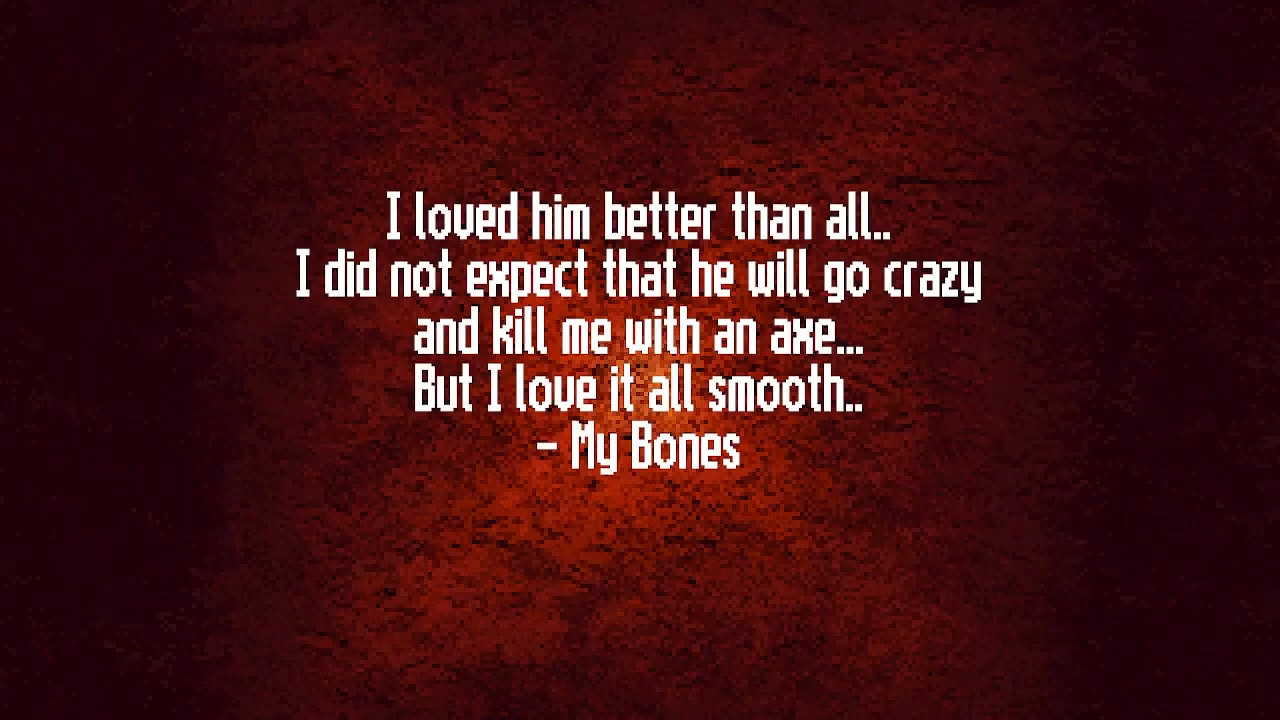 I loved him better than all..
I did not expect that he will go crazy
and kill me with an axe...
But I love it all smooth..
- My Bones